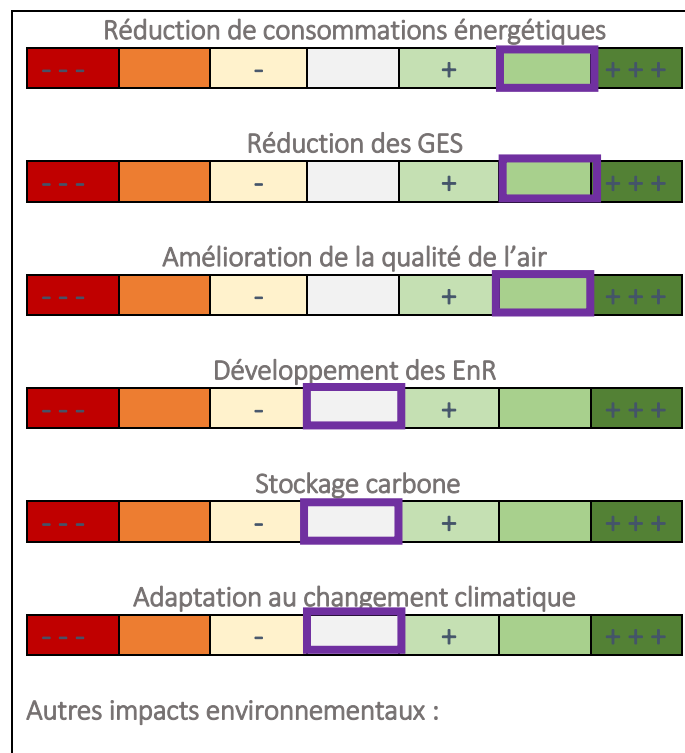 Réduction de consommations énergétiques
- - - - + + + +
Réduction des GES
- - - - + + + +
Amélioration de la qualité de l’air
- - - - + + + +
Développement des EnR
- - - - + + + +
Stockage carbone
- - - - + + + +
Adaptation au changement climatique
- - - - + + + +
Autres impacts environnementaux :